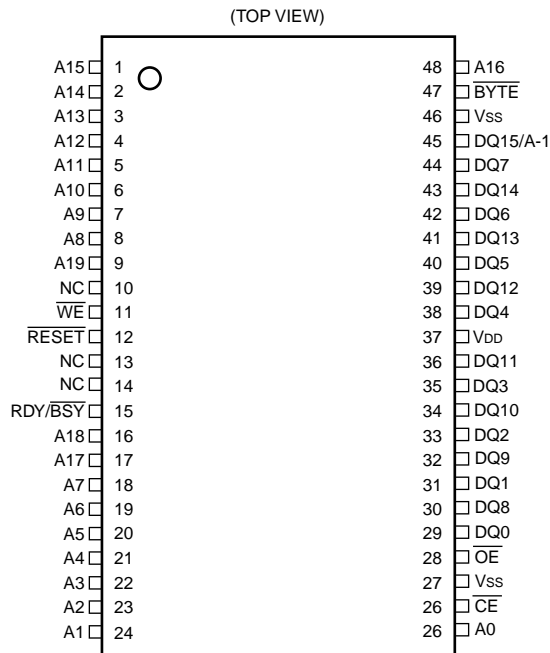 (TOP VIEW)
A15 1 48 A16
A14 2 47 BYTE
A13 3 46 Vss
A12 4 45 DQ15/A-1
A11 5 44 DQ7
A10 6 43 DQ14
A9 7 42 DQ6
A8 8 41 DQ13
A19 9 40 DQ5
NC 10 39 DQ12
WE 11 38 DQ4
RESET 12 37 VDD
NC 13 36 DQ11
NC 14 35 DQ3
RDY/BSY 15 34 DQ10
A18 16 33 DQ2
A17 17 32 DQ9
A7 18 31 DQ1
A6 19 30 DQ8
A5 20 29 DQ0
A4 21 28 OE
A3 22 27 Vss
A2 23 26 CE
A1 24 26 A0